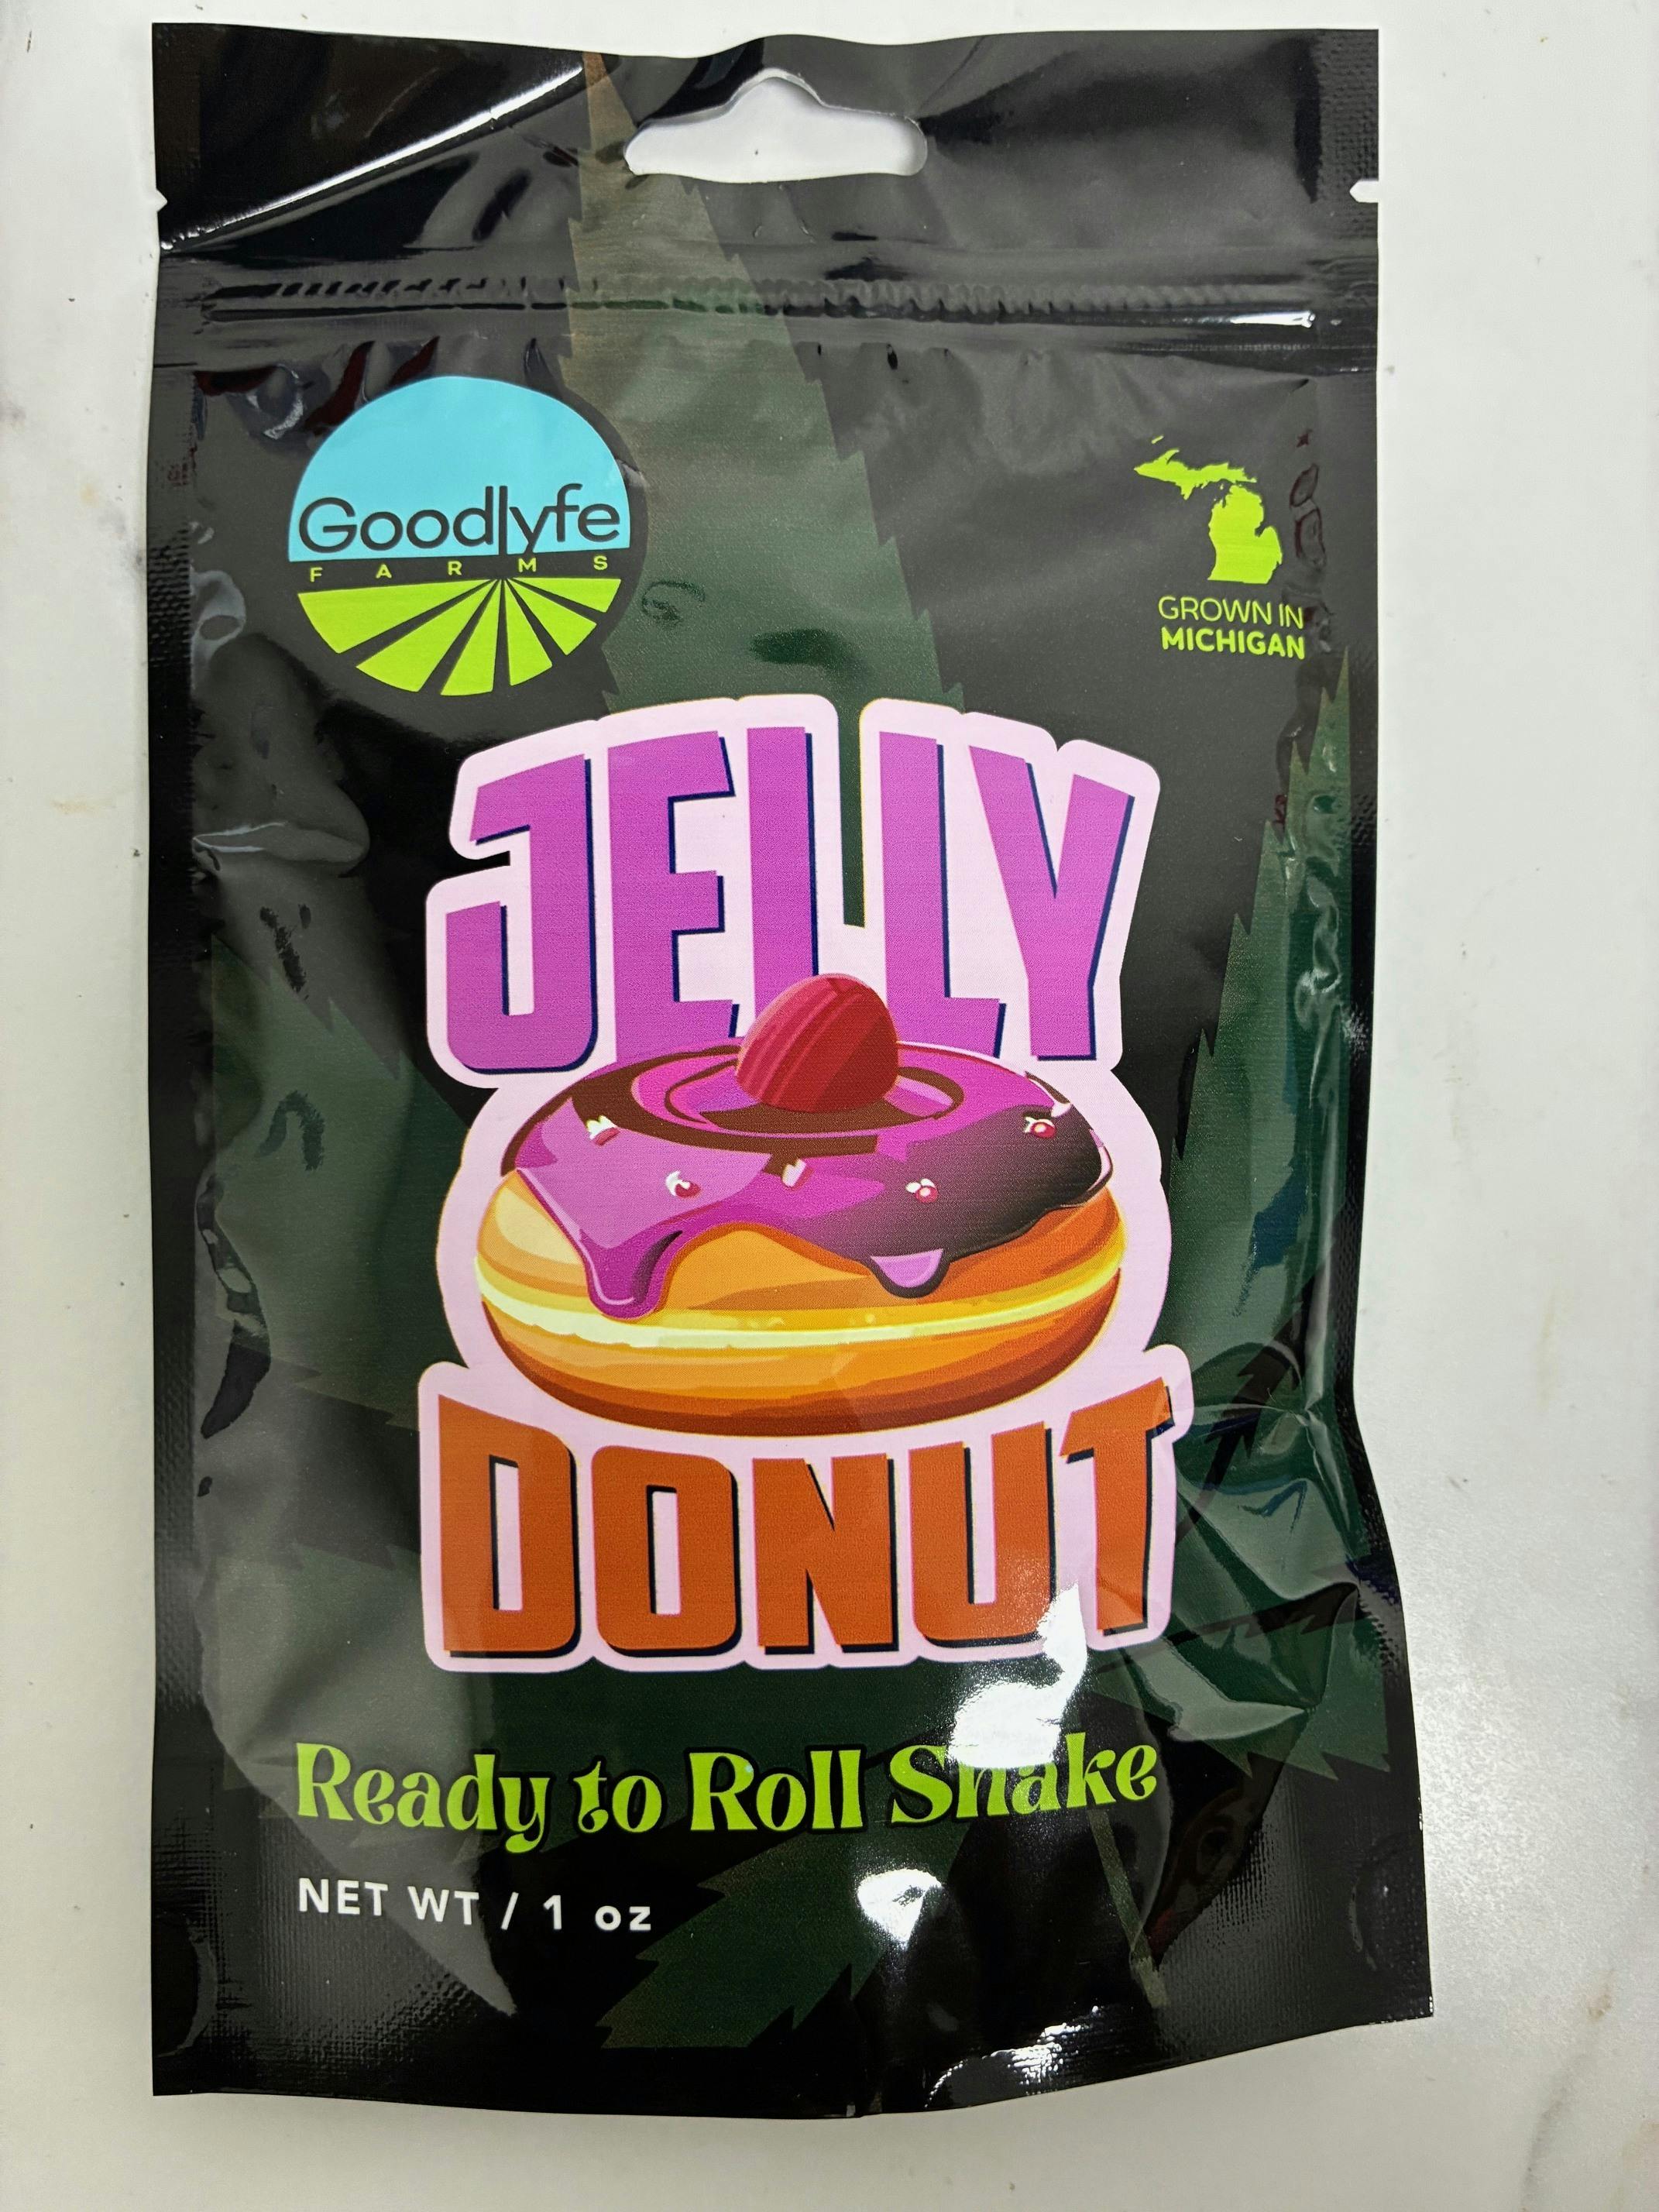 Goodlyfe
FARMS
GROWN IN
MICHIGAN
JELLY
DONUT
Ready to Roll Shake
NET WT / 1 oz